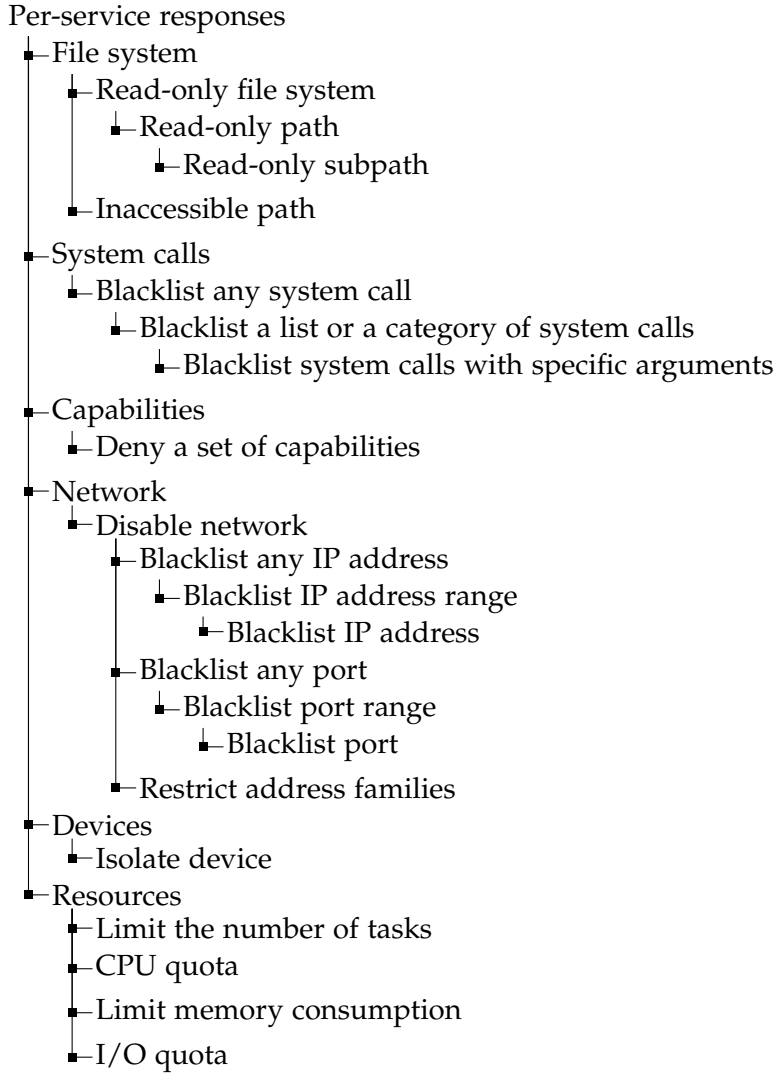 Per-service responses
File system
Read-only file system
Read-only path
Read-only subpath
Inaccessible path
System calls
Blacklist any system call
Blacklist a list or a category of system calls
Blacklist system calls with specific arguments
Capabilities
Deny a set of capabilities
Network
Disable network
Blacklist any IP address
Blacklist IP address range
Blacklist IP address
Blacklist any port
Blacklist port range
Blacklist port
Restrict address families
Devices
Isolate device
Resources
Limit the number of tasks
CPU quota
Limit memory consumption
I/O quota